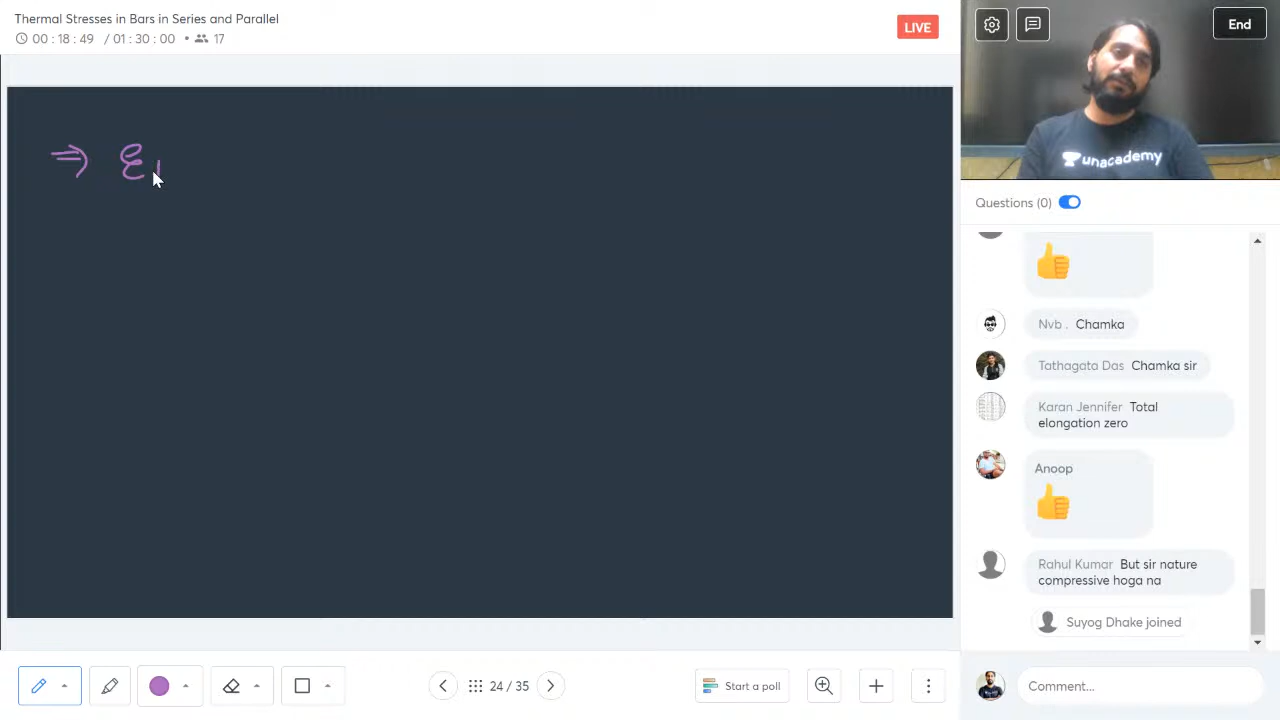 Thermal Stresses in Bars in Series and Parallel
00 : 18 : 49 / 01 : 30 : 00 • 17
LIVE
End
unacademy
⇒ ε₁
Questions (0)
Nvb . Chamka
Tathagata Das Chamka sir
Karan Jennifer Total
elongation zero
Anoop
Rahul Kumar But sir nature
compressive hoga na
Suyog Dhake joined
24 / 35
Start a poll
Comment...